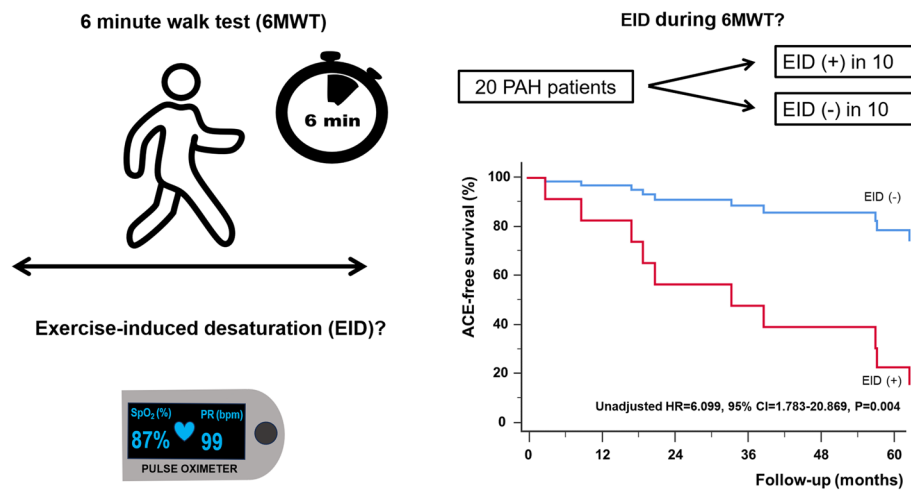 6 minute walk test (6MWT)
6 min
Exercise-induced desaturation (EID)?
SpO₂ (%) PR (bpm)
87% 99
PULSE OXIMETER
EID during 6MWT?
20 PAH patients
EID (+) in 10
EID (-) in 10
ACE-free survival (%)
100
80
60
40
20
0
EID (-)
EID (+)
Unadjusted HR=6.099, 95% CI=1.783-20.869, P=0.004
0 12 24 36 48 60
Follow-up (months)